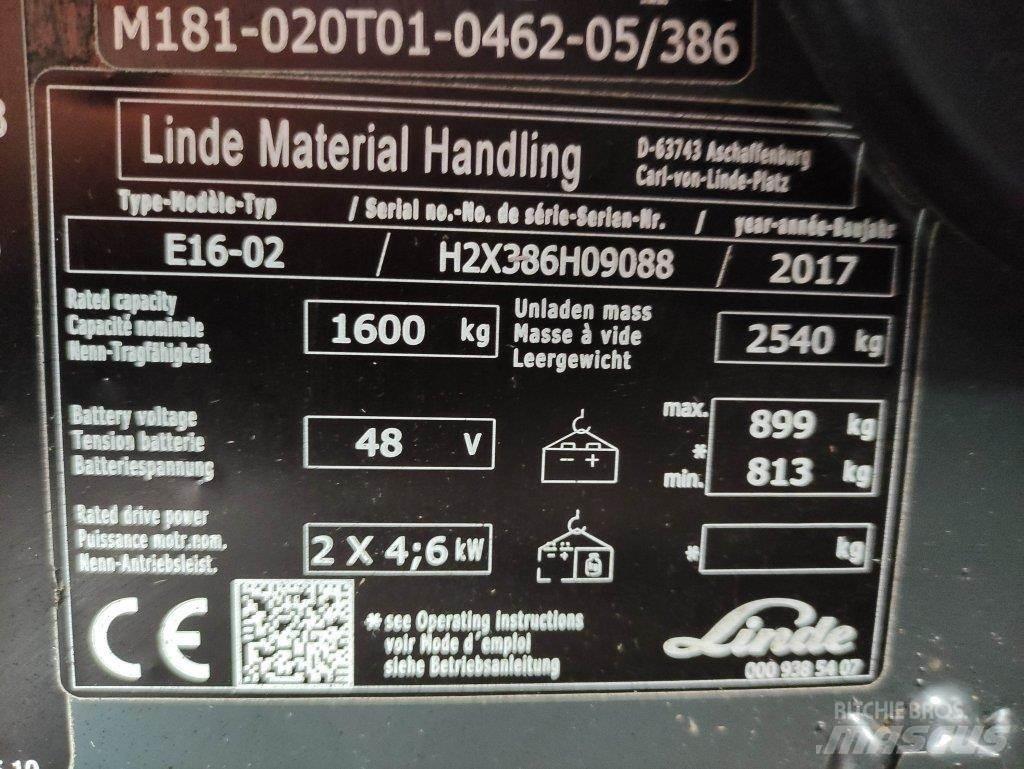 M181-020T01-0462-05/386
Linde Material Handling
D-63743 Aschaffenburg
Carl-von-Linde-Platz
Type-Modèle-Typ / Serial no.-No. de série-Serien-Nr. / year-année-Baujahr
E16-02 / H2X386H09088 / 2017
Rated capacity
Capacité nominale
Nenn-Tragfähigkeit
1600 kg
Unladen mass
Masse à vide
Leergewicht
2540 kg
Battery voltage
Tension batterie
Batteriespannung
48 V
- +
max. 899 kg
*
min. 813 kg
Rated drive power
Puissance motr.nom.
Nenn-Antriebsleist.
2 X 4;6 kW
- +
* kg
CE
* see Operating Instructions
voir Mode d'emploi
siehe Betriebsanleitung
Linde
000 938 54 07
RITCHIE BROS.
Mascus